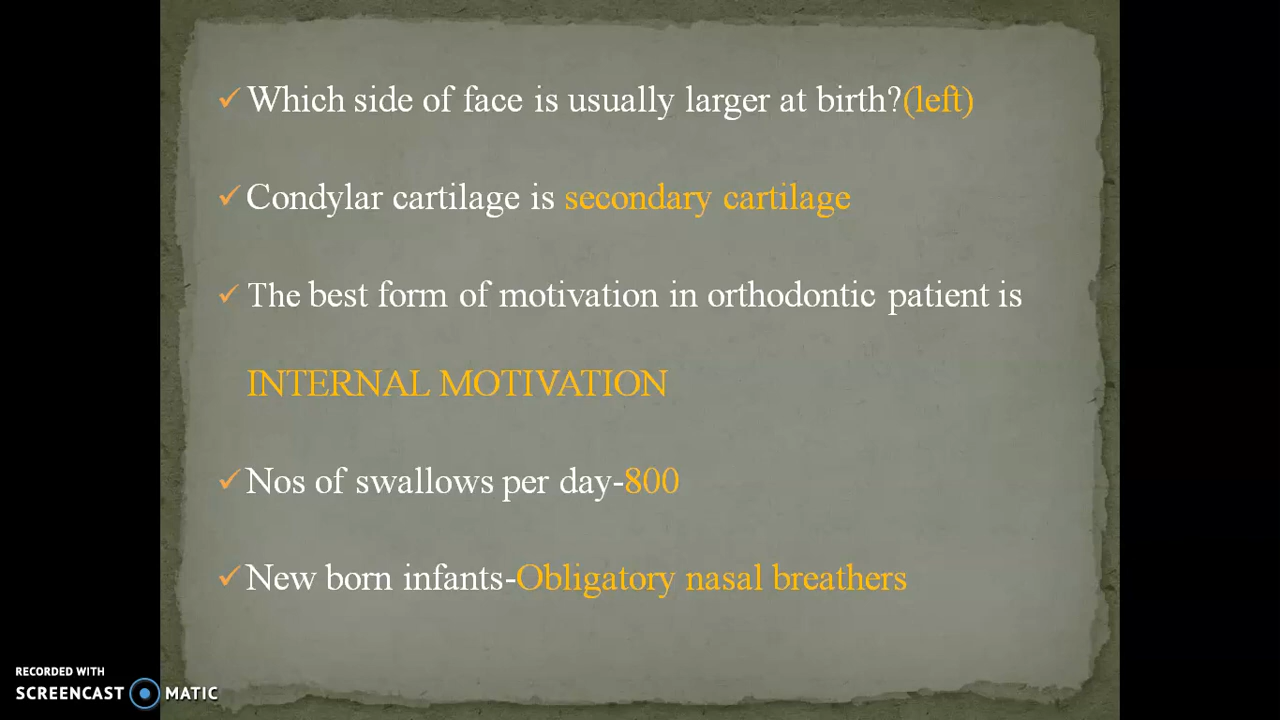 Which side of face is usually larger at birth?(left)
Condylar cartilage is secondary cartilage
The best form of motivation in orthodontic patient is
INTERNAL MOTIVATION
Nos of swallows per day-800
New born infants-Obligatory nasal breathers
RECORDED WITH
SCREENCAST MATIC